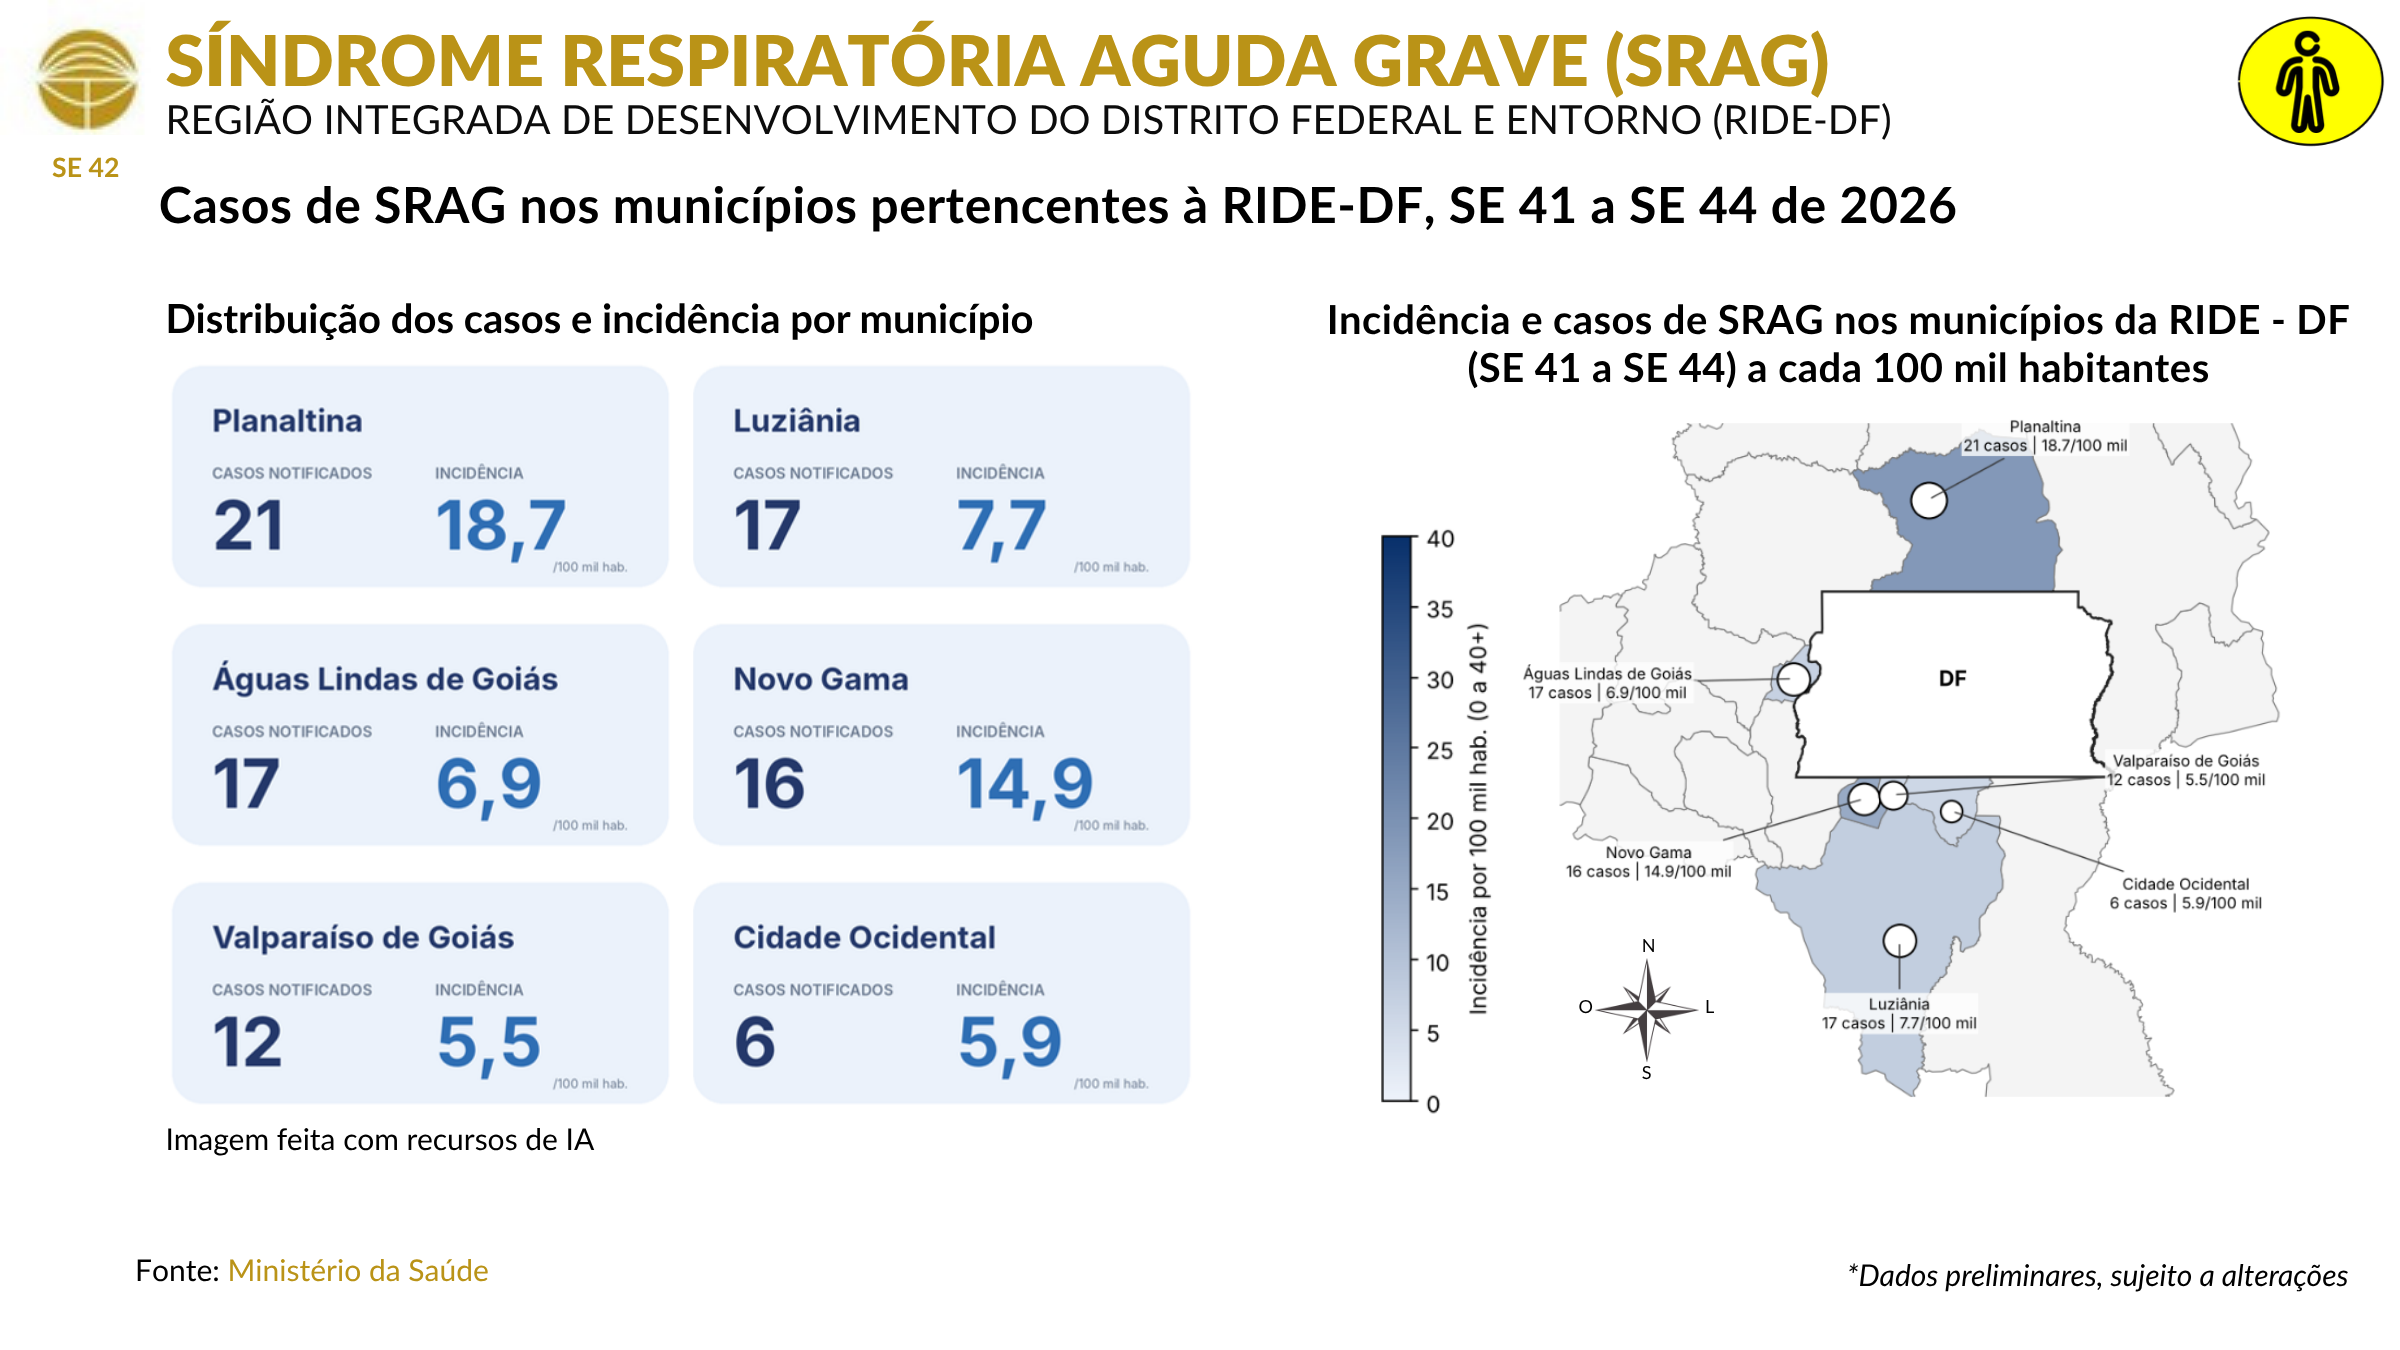 SÍNDROME RESPIRATÓRIA AGUDA GRAVE (SRAG)
REGIÃO INTEGRADA DE DESENVOLVIMENTO DO DISTRITO FEDERAL E ENTORNO (RIDE-DF)
SE 42
Casos de SRAG nos municípios pertencentes à RIDE-DF, SE 41 a SE 44 de 2026
Distribuição dos casos e incidência por município
Planaltina
CASOS NOTIFICADOS INCIDÊNCIA
21 18,7
/100 mil hab.
Luziânia
CASOS NOTIFICADOS INCIDÊNCIA
17 7,7
/100 mil hab.
Águas Lindas de Goiás
CASOS NOTIFICADOS INCIDÊNCIA
17 6,9
/100 mil hab.
Novo Gama
CASOS NOTIFICADOS INCIDÊNCIA
16 14,9
/100 mil hab.
Valparaíso de Goiás
CASOS NOTIFICADOS INCIDÊNCIA
12 5,5
/100 mil hab.
Cidade Ocidental
CASOS NOTIFICADOS INCIDÊNCIA
6 5,9
/100 mil hab.
Imagem feita com recursos de IA
Incidência e casos de SRAG nos municípios da RIDE - DF
(SE 41 a SE 44) a cada 100 mil habitantes
40
35
30
25
20
15
10
5
0
Incidência por 100 mil hab. (0 a 40+)
Planaltina
21 casos | 18.7/100 mil
Águas Lindas de Goiás
17 casos | 6.9/100 mil
DF
Valparaíso de Goiás
12 casos | 5.5/100 mil
Novo Gama
16 casos | 14.9/100 mil
Cidade Ocidental
6 casos | 5.9/100 mil
Luziânia
17 casos | 7.7/100 mil
N
O L
S
Fonte: Ministério da Saúde
*Dados preliminares, sujeito a alterações